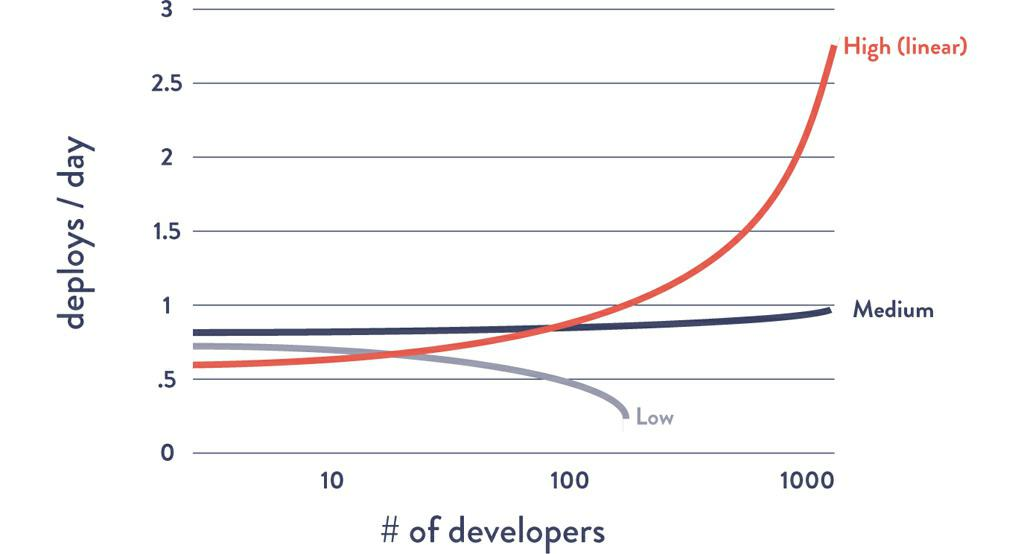 3
High (linear)
2.5
2
deploys / day
1.5
1
Medium
.5
Low
0
10 100 1000
# of developers